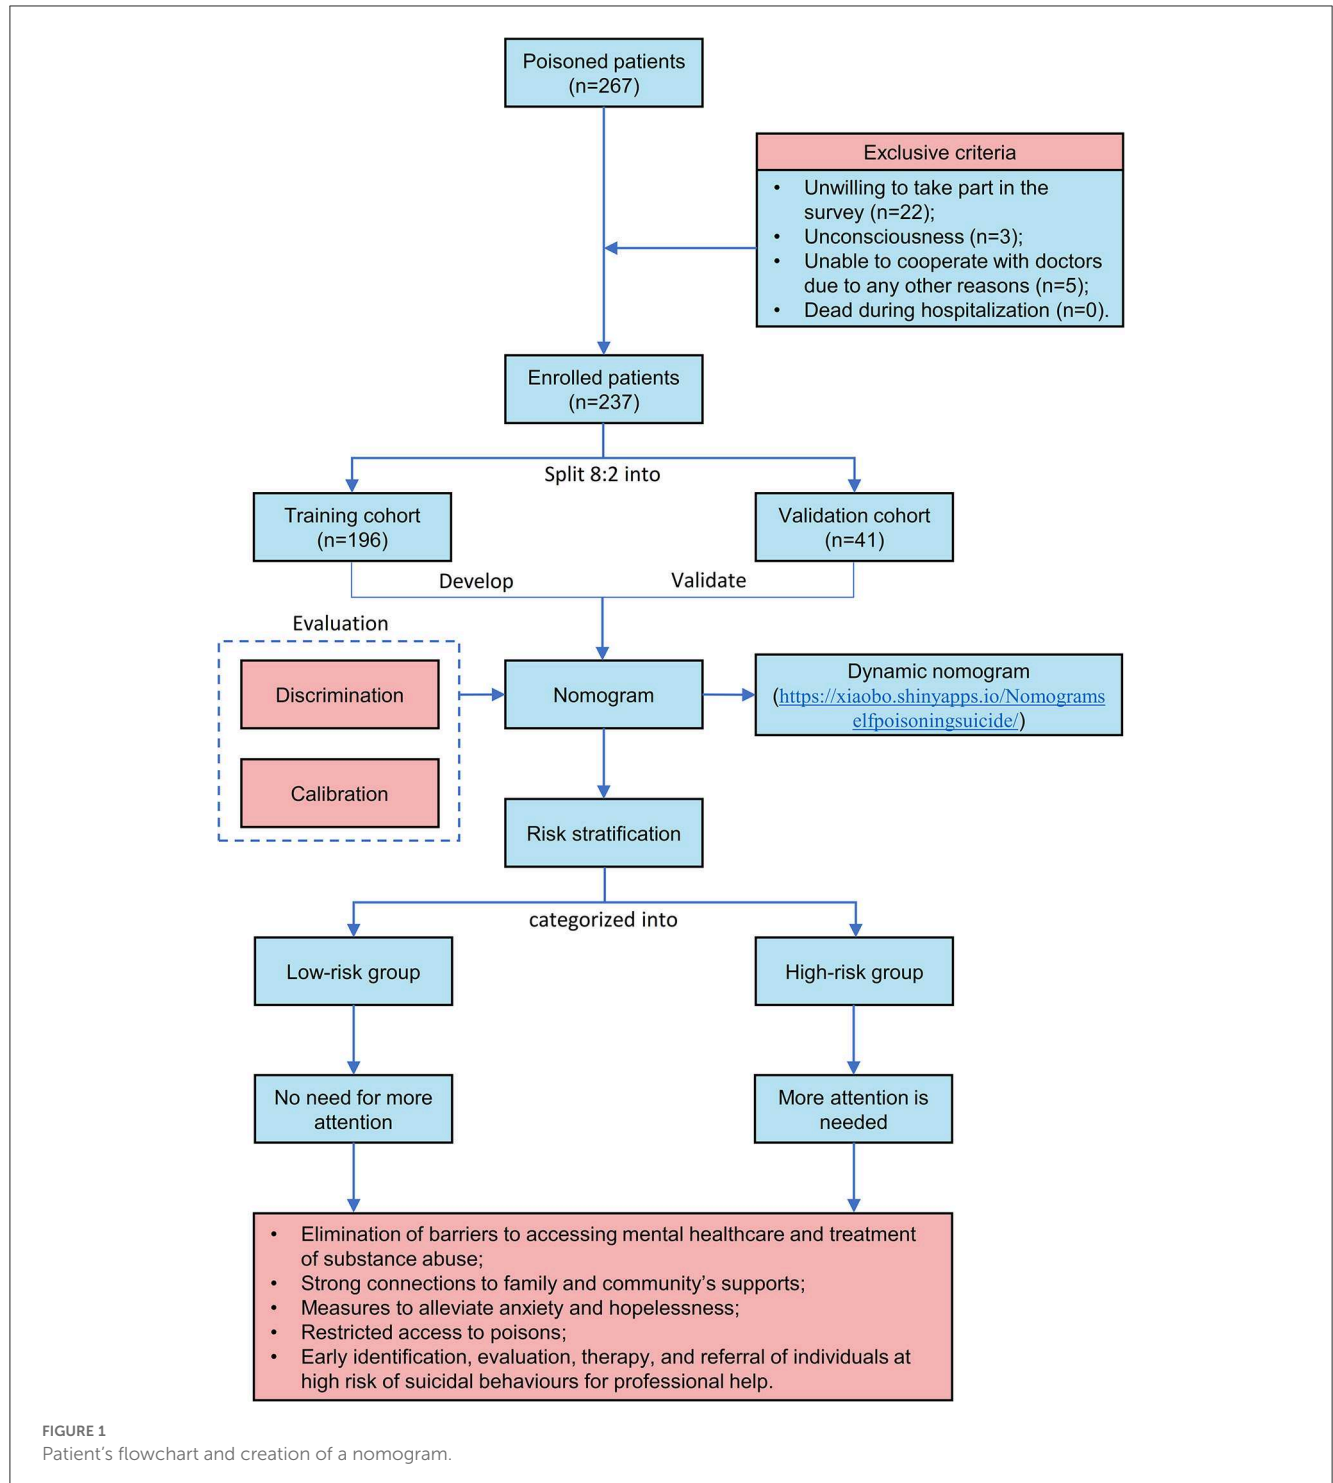 Poisoned patients
(n=267)
Exclusive criteria
• Unwilling to take part in the
survey (n=22);
• Unconsciousness (n=3);
• Unable to cooperate with doctors
due to any other reasons (n=5);
• Dead during hospitalization (n=0).
Enrolled patients
(n=237)
Split 8:2 into
Training cohort
(n=196)
Validation cohort
(n=41)
Develop
Validate
Evaluation
Discrimination
Calibration
Nomogram
Dynamic nomogram
(https://xiaobo.shinyapps.io/Nomograms
elfpoisoningsuicide/)
Risk stratification
categorized into
Low-risk group
High-risk group
No need for more
attention
More attention is
needed
• Elimination of barriers to accessing mental healthcare and treatment
of substance abuse;
• Strong connections to family and community's supports;
• Measures to alleviate anxiety and hopelessness;
• Restricted access to poisons;
• Early identification, evaluation, therapy, and referral of individuals at
high risk of suicidal behaviours for professional help.
FIGURE 1
Patient's flowchart and creation of a nomogram.